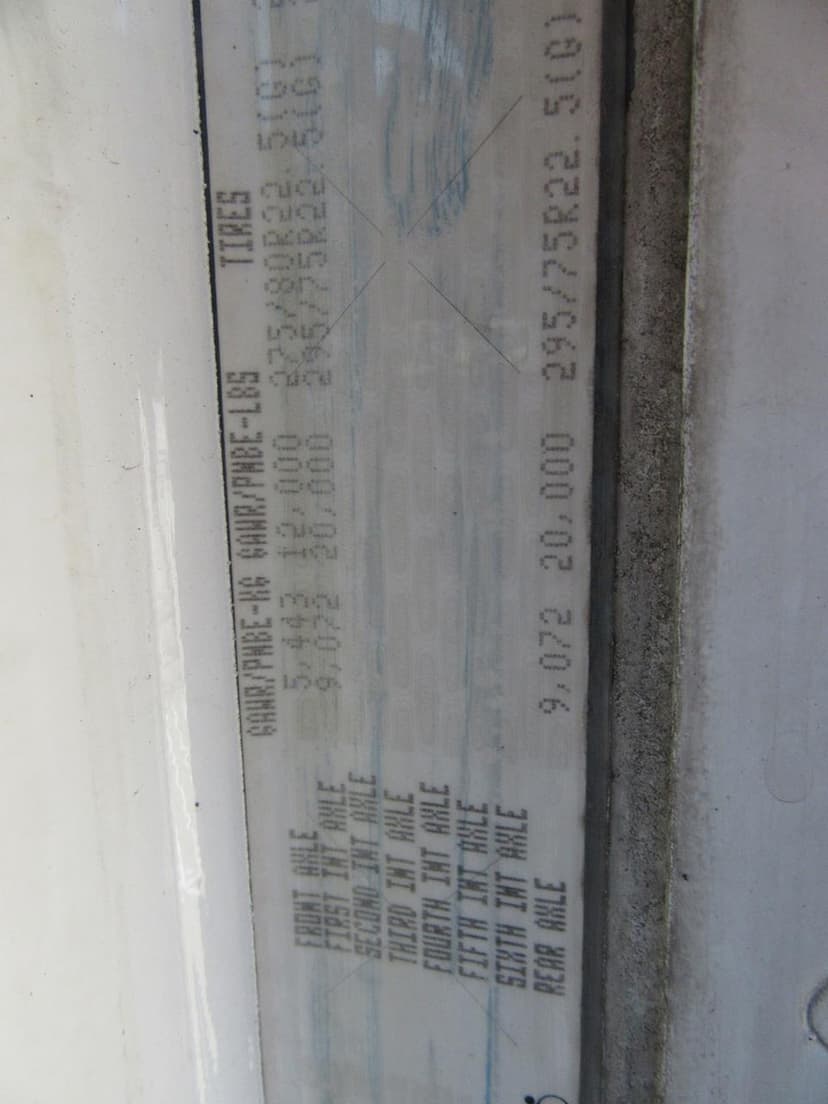 GAWR/PNBE-KG GAWR/PNBE-LBS TIRES
FRONT AXLE 5,443 12,000 275/80R22.5(G)
FIRST INT AXLE 9,072 20,000 295/75R22.5(G)
SECOND INT AXLE
THIRD INT AXLE
FOURTH INT AXLE
FIFTH INT AXLE
SIXTH INT AXLE
REAR AXLE 9,072 20,000 295/75R22.5(G)